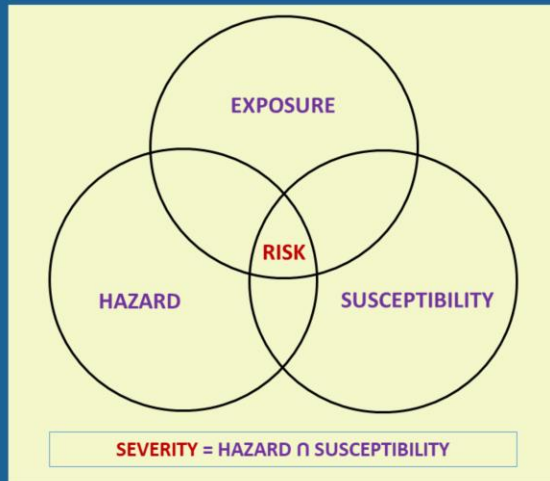 EXPOSURE
RISK
HAZARD
SUSCEPTIBILITY
SEVERITY = HAZARD ∩ SUSCEPTIBILITY